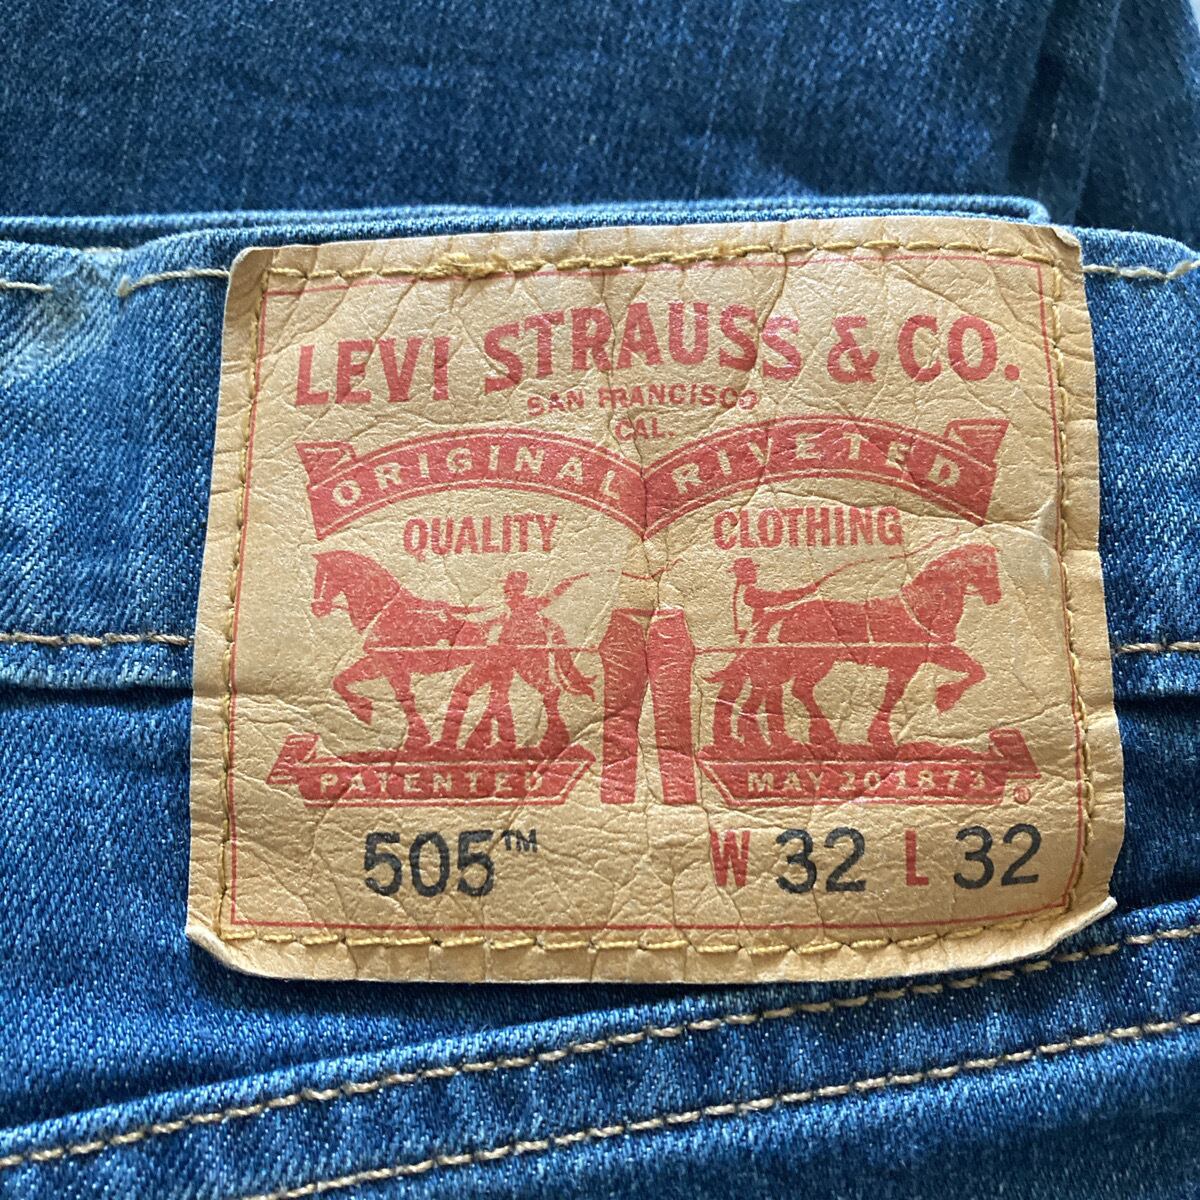 LEVI STRAUSS & CO.
SAN FRANCISCO
CAL.
ORIGINAL RIVETED
QUALITY CLOTHING
PATENTED MAY 20 1873 ®
505™ W 32 L 32